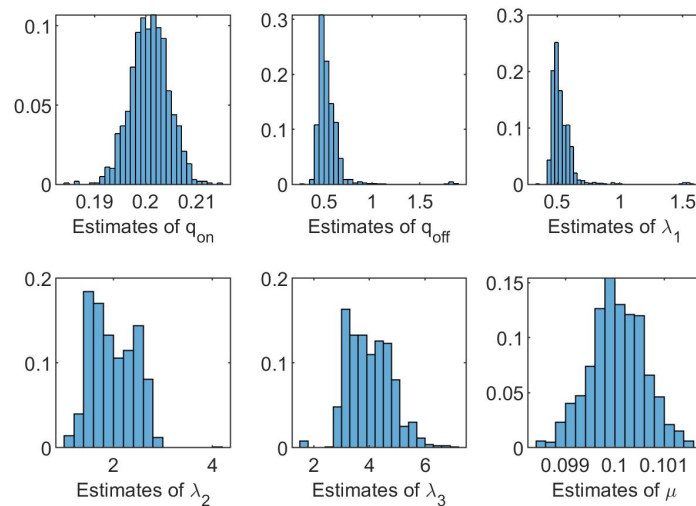 0.1 0.3 0.3
0.2 0.2
0.05
0.1 0.1
0 0 0
0.19 0.2 0.21 0.5 1 1.5 0.5 1 1.5
Estimates of q_on Estimates of q_off Estimates of λ_1
0.2 0.2 0.15
0.1 0.1 0.1
0.05
0 0 0
2 4 2 4 6 0.099 0.1 0.101
Estimates of λ_2 Estimates of λ_3 Estimates of μ